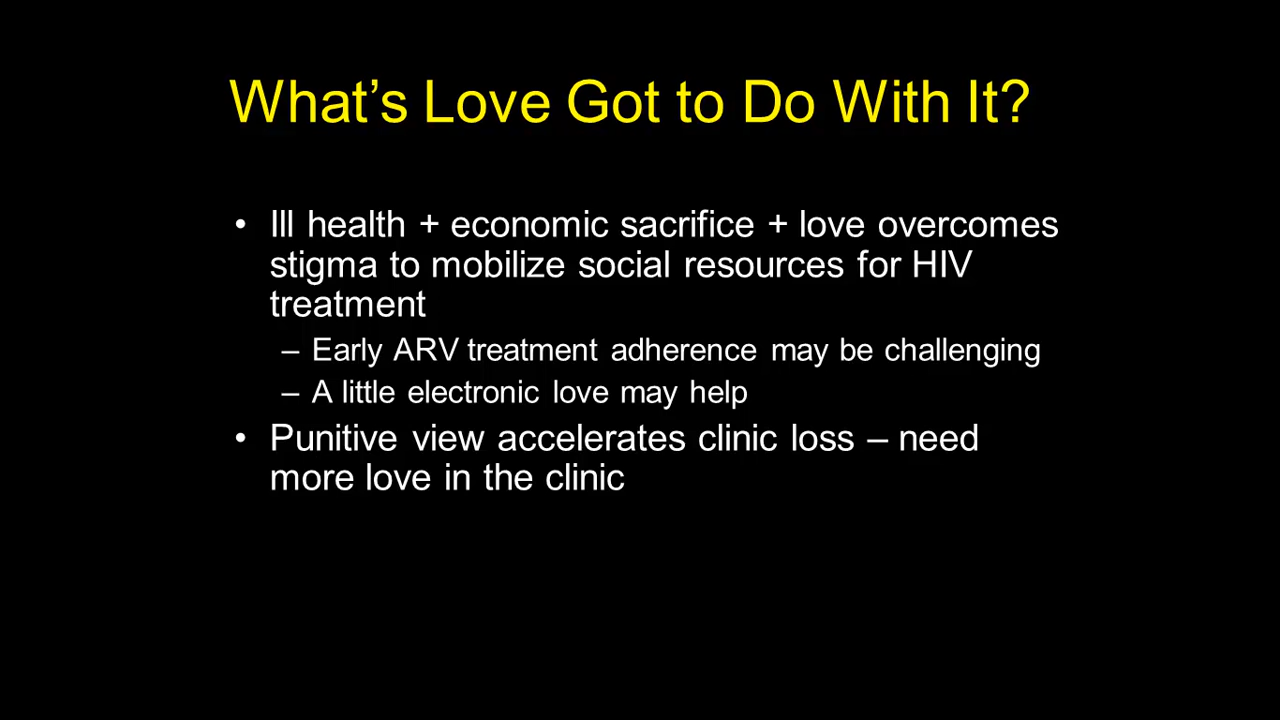 What’s Love Got to Do With It?
• Ill health + economic sacrifice + love overcomes
stigma to mobilize social resources for HIV
treatment
– Early ARV treatment adherence may be challenging
– A little electronic love may help
• Punitive view accelerates clinic loss – need
more love in the clinic